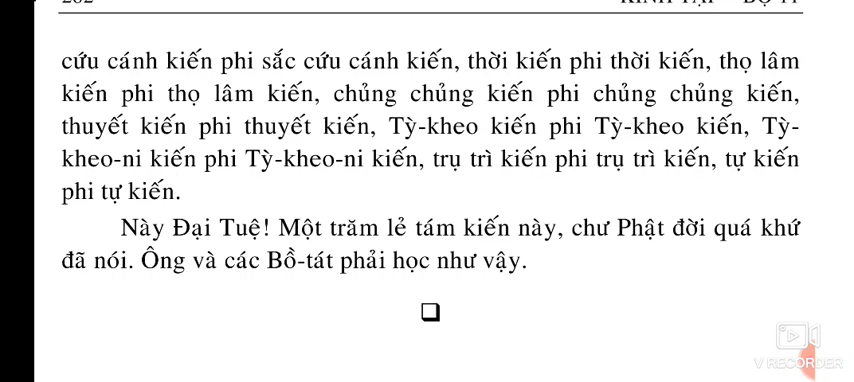 cứu cánh kiến phi sắc cứu cánh kiến, thời kiến phi thời kiến, thọ lâm
kiến phi thọ lâm kiến, chủng chủng kiến phi chủng chủng kiến,
thuyết kiến phi thuyết kiến, Tỳ-kheo kiến phi Tỳ-kheo kiến, Tỳ-
kheo-ni kiến phi Tỳ-kheo-ni kiến, trụ trì kiến phi trụ trì kiến, tự kiến
phi tự kiến.
Này Đại Tuệ! Một trăm lẻ tám kiến này, chư Phật đời quá khứ
đã nói. Ông và các Bồ-tát phải học như vậy.
V RECORDER